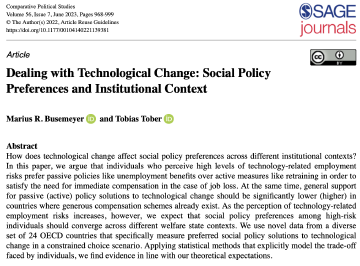 Comparative Political Studies
Volume 56, Issue 7, June 2023, Pages 968-999
© The Author(s) 2022, Article Reuse Guidelines
https://doi.org/10.1177/00104140221139381
SAGE
journals
Article
CC BY
Dealing with Technological Change: Social Policy
Preferences and Institutional Context
Marius R. Busemeyer iD and Tobias Tober iD
Abstract
How does technological change affect social policy preferences across different institutional contexts?
In this paper, we argue that individuals who perceive high levels of technology-related employment
risks prefer passive policies like unemployment benefits over active measures like retraining in order to
satisfy the need for immediate compensation in the case of job loss. At the same time, general support
for passive (active) policy solutions to technological change should be significantly lower (higher) in
countries where generous compensation schemes already exist. As the perception of technology-related
employment risks increases, however, we expect that social policy preferences among high-risk
individuals should converge across different welfare state contexts. We use novel data from a diverse
set of 24 OECD countries that specifically measure preferred social policy solutions to technological
change in a constrained choice scenario. Applying statistical methods that explicitly model the trade-off
faced by individuals, we find evidence in line with our theoretical expectations.